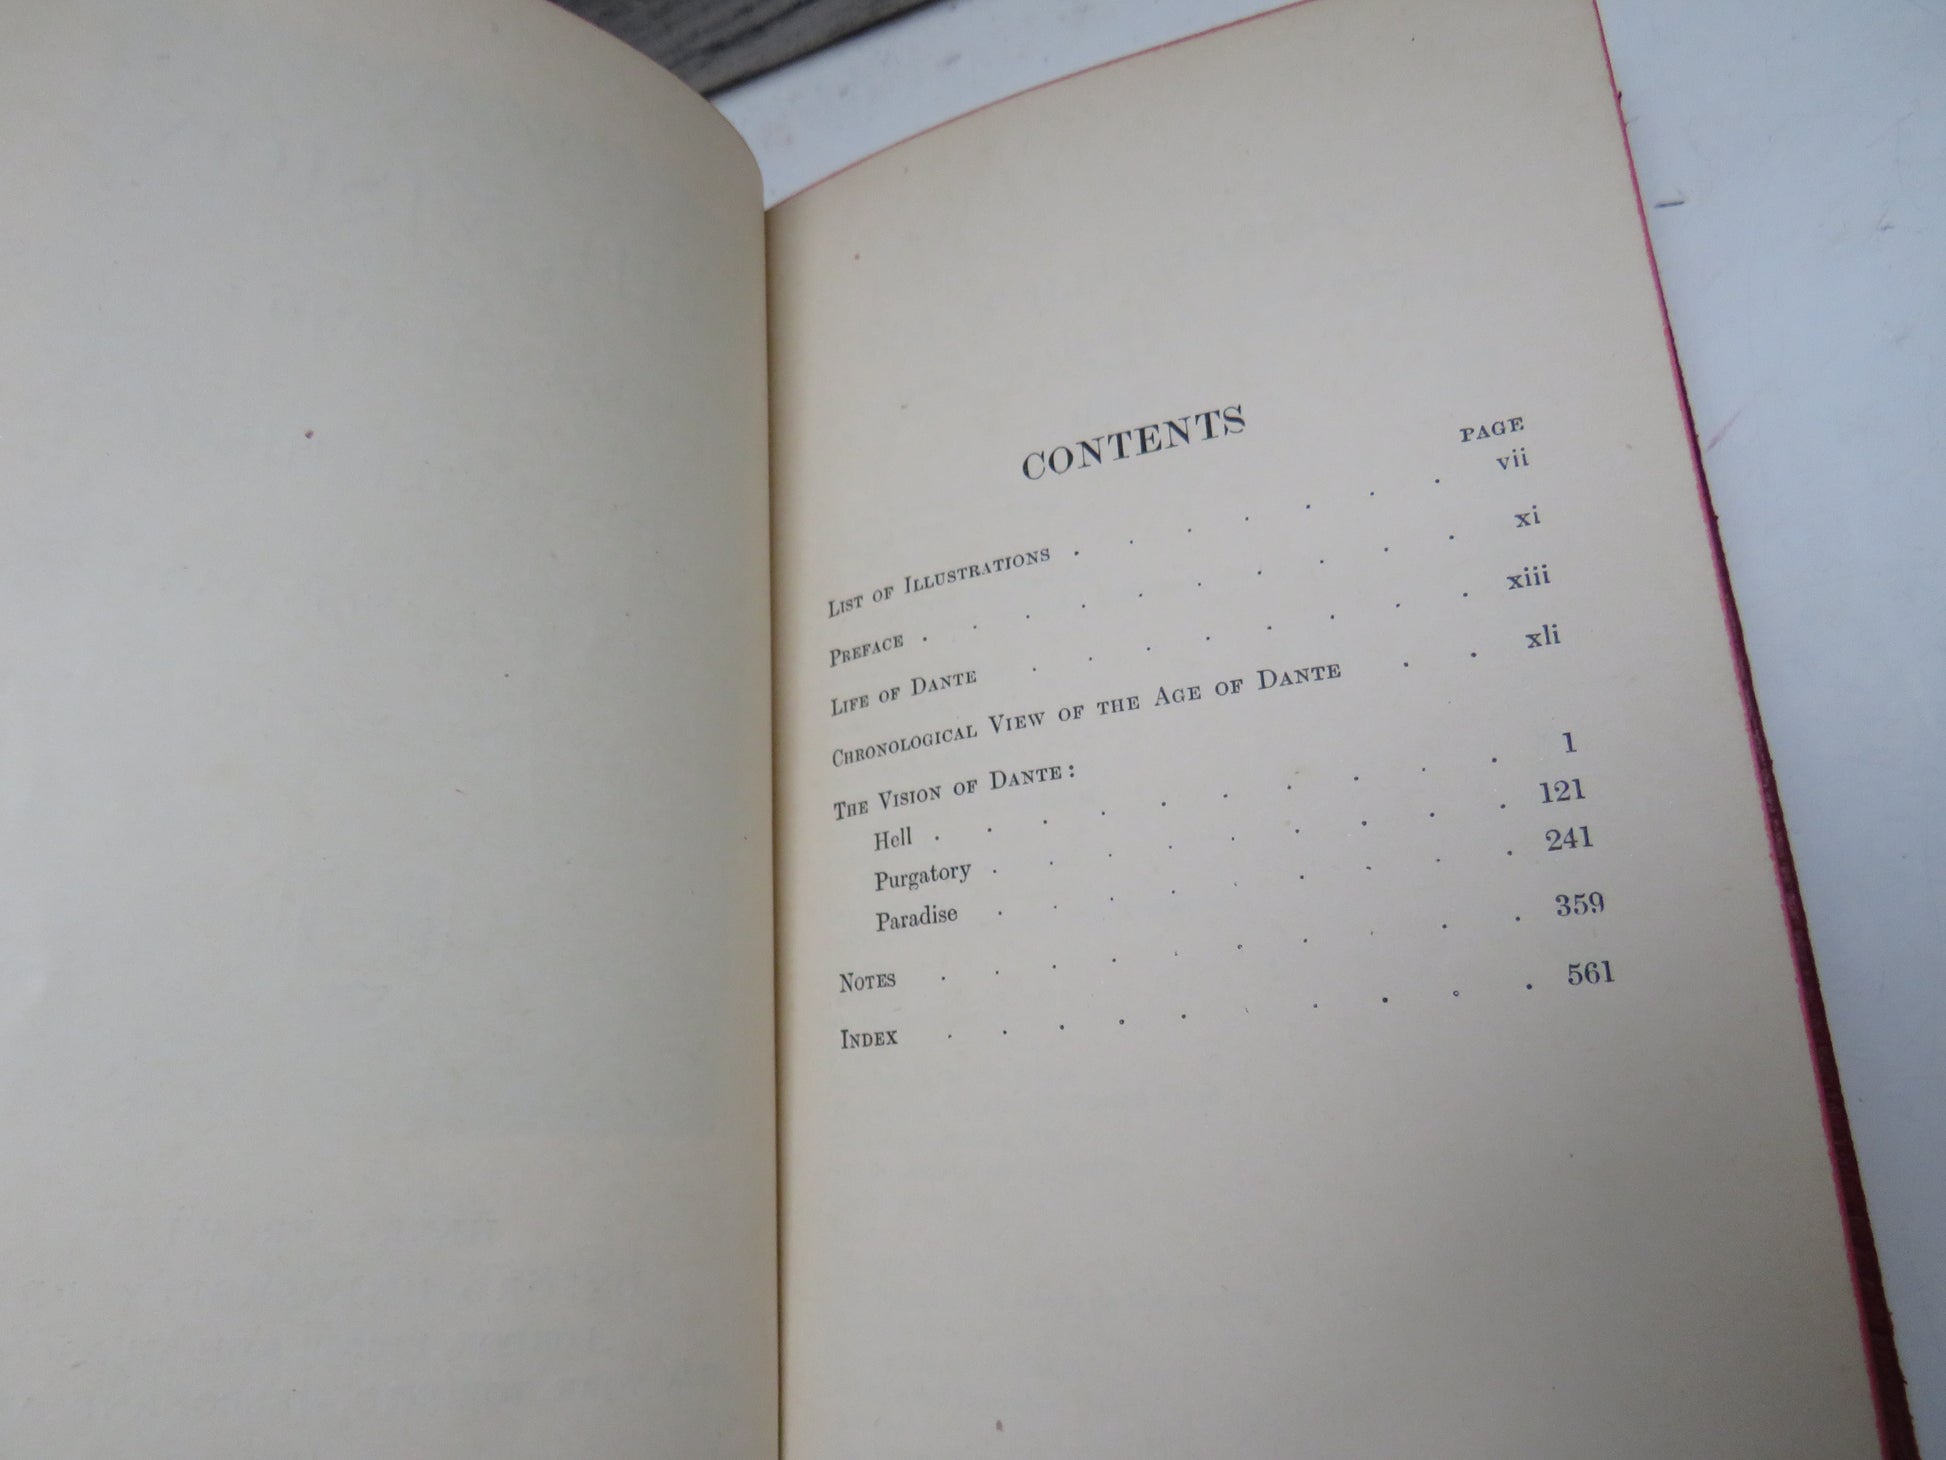 CONTENTS
PAGE
List of Illustrations . . . . . . . vii
Preface . . . . . . . . . . xi
Life of Dante . . . . . . . . xiii
Chronological View of the Age of Dante . . xli
The Vision of Dante:
Hell . . . . . . . . . . 1
Purgatory . . . . . . . . . 121
Paradise . . . . . . . . . 241
Notes . . . . . . . . . . 359
Index . . . . . . . . . . 561